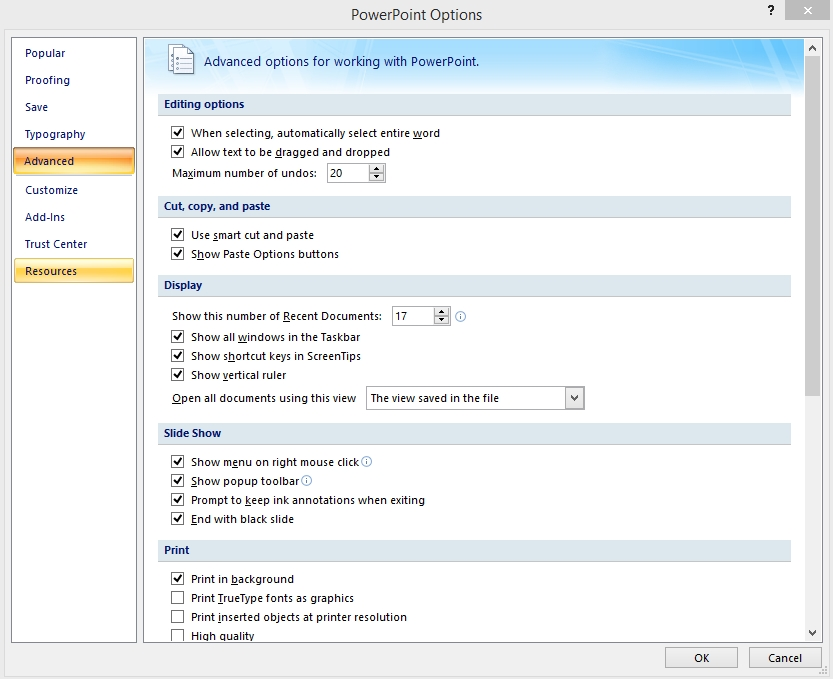 PowerPoint Options
?
Popular
Proofing
Save
Typography
Advanced
Customize
Add-Ins
Trust Center
Resources
Advanced options for working with PowerPoint.
Editing options
When selecting, automatically select entire word
Allow text to be dragged and dropped
Maximum number of undos: 20
Cut, copy, and paste
Use smart cut and paste
Show Paste Options buttons
Display
Show this number of Recent Documents: 17
Show all windows in the Taskbar
Show shortcut keys in ScreenTips
Show vertical ruler
Open all documents using this view The view saved in the file
Slide Show
Show menu on right mouse click
Show popup toolbar
Prompt to keep ink annotations when exiting
End with black slide
Print
Print in background
Print TrueType fonts as graphics
Print inserted objects at printer resolution
High quality
OK Cancel